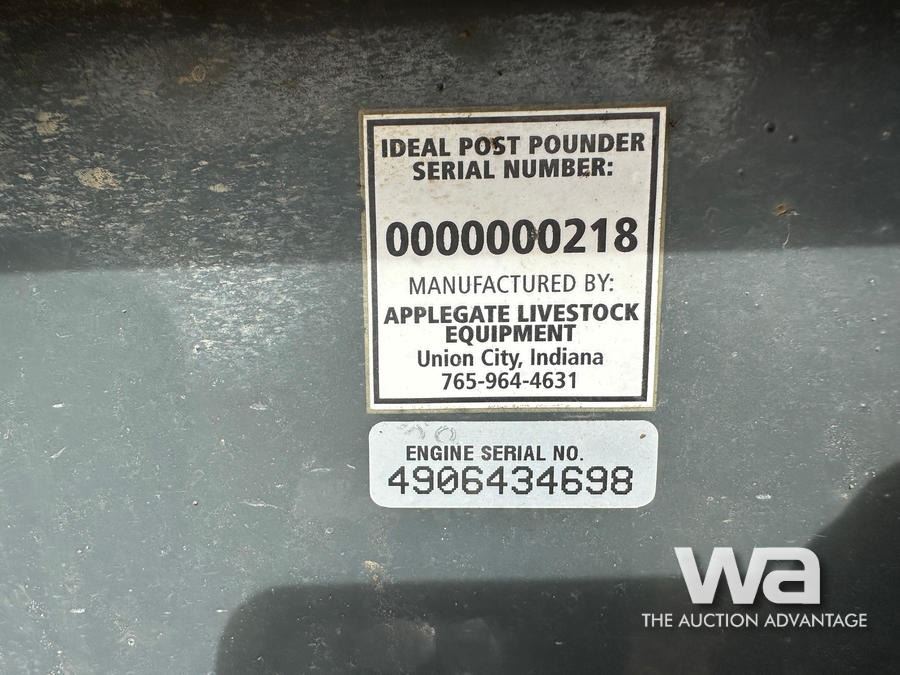 IDEAL POST POUNDER
SERIAL NUMBER:
0000000218
MANUFACTURED BY:
APPLEGATE LIVESTOCK
EQUIPMENT
Union City, Indiana
765-964-4631
ENGINE SERIAL NO.
4906434698
wa
THE AUCTION ADVANTAGE